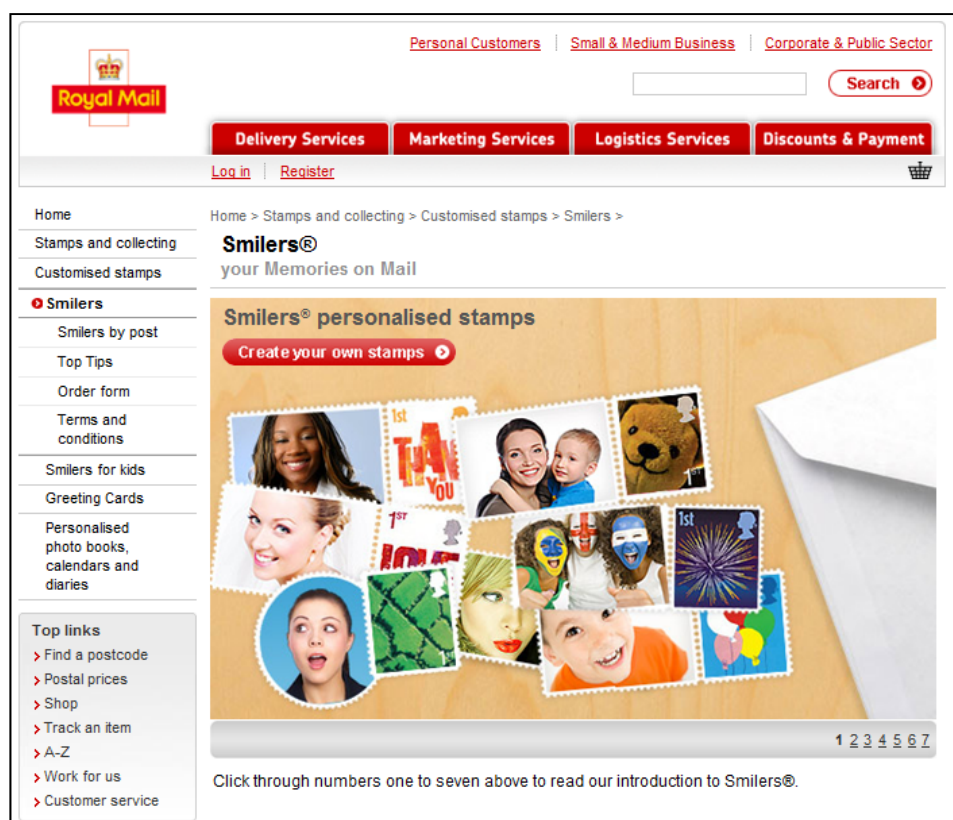 Personal Customers
Small & Medium Business
Corporate & Public Sector
Royal Mail
Search
Delivery Services
Marketing Services
Logistics Services
Discounts & Payment
Log in
Register
Home
Stamps and collecting
Customised stamps
Smilers
Smilers by post
Top Tips
Order form
Terms and
conditions
Smilers for kids
Greeting Cards
Personalised
photo books,
calendars and
diaries
Top links
Find a postcode
Postal prices
Shop
Track an item
A-Z
Work for us
Customer service
Home > Stamps and collecting > Customised stamps > Smilers >
Smilers®
your Memories on Mail
Smilers® personalised stamps
Create your own stamps
1st
THANK
YOU
1st
1ST
LOVE
1st
1st
1 2 3 4 5 6 7
Click through numbers one to seven above to read our introduction to Smilers®.